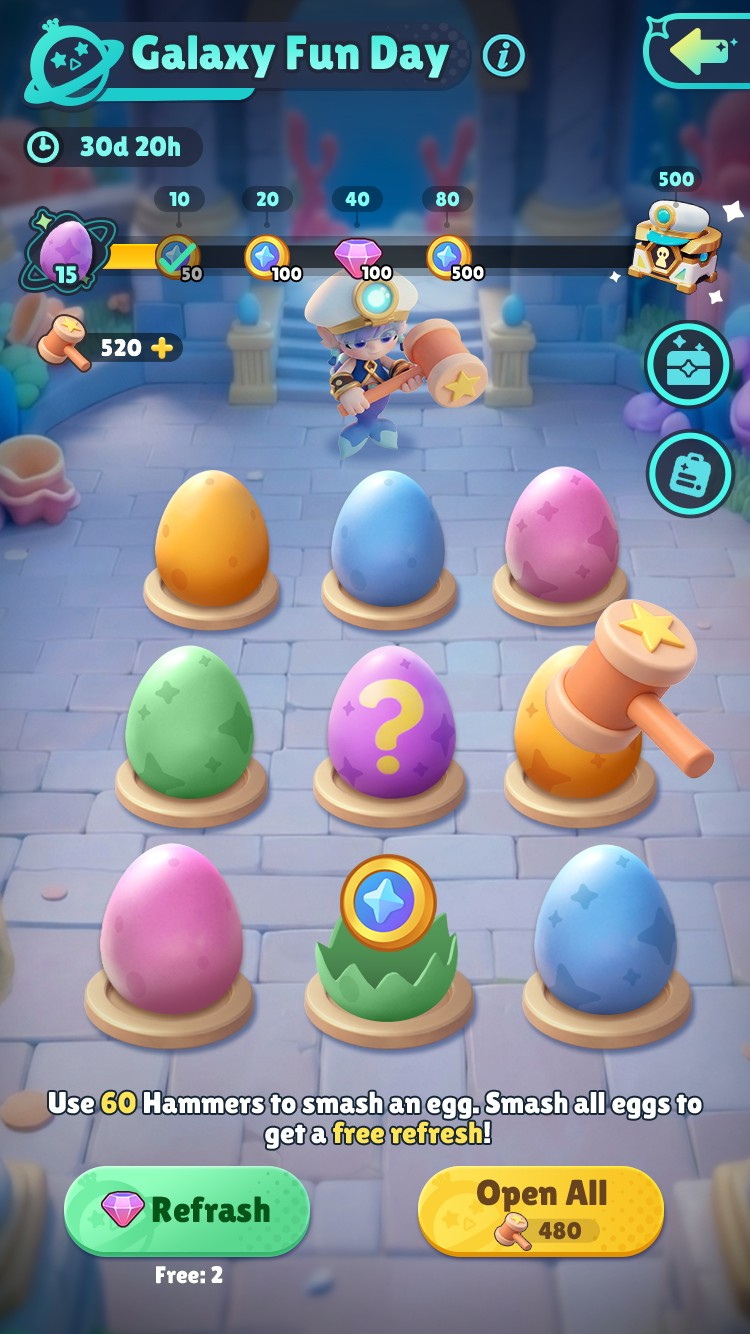 Galaxy Fun Day
i
30d 20h
10 20 40 80 500
15 50 100 100 500
520
?
Use 60 Hammers to smash an egg. Smash all eggs to
get a free refresh!
Refrash
Free: 2
Open All
480